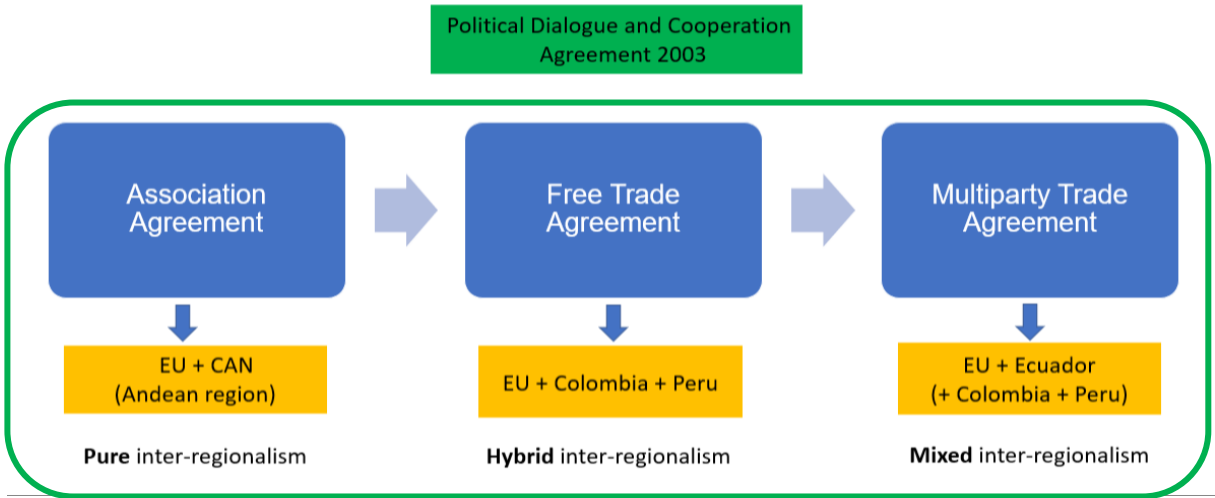 Political Dialogue and Cooperation
Agreement 2003
Association
Agreement
Free Trade
Agreement
Multiparty Trade
Agreement
EU + CAN
(Andean region)
EU + Colombia + Peru
EU + Ecuador
(+ Colombia + Peru)
Pure inter-regionalism
Hybrid inter-regionalism
Mixed inter-regionalism